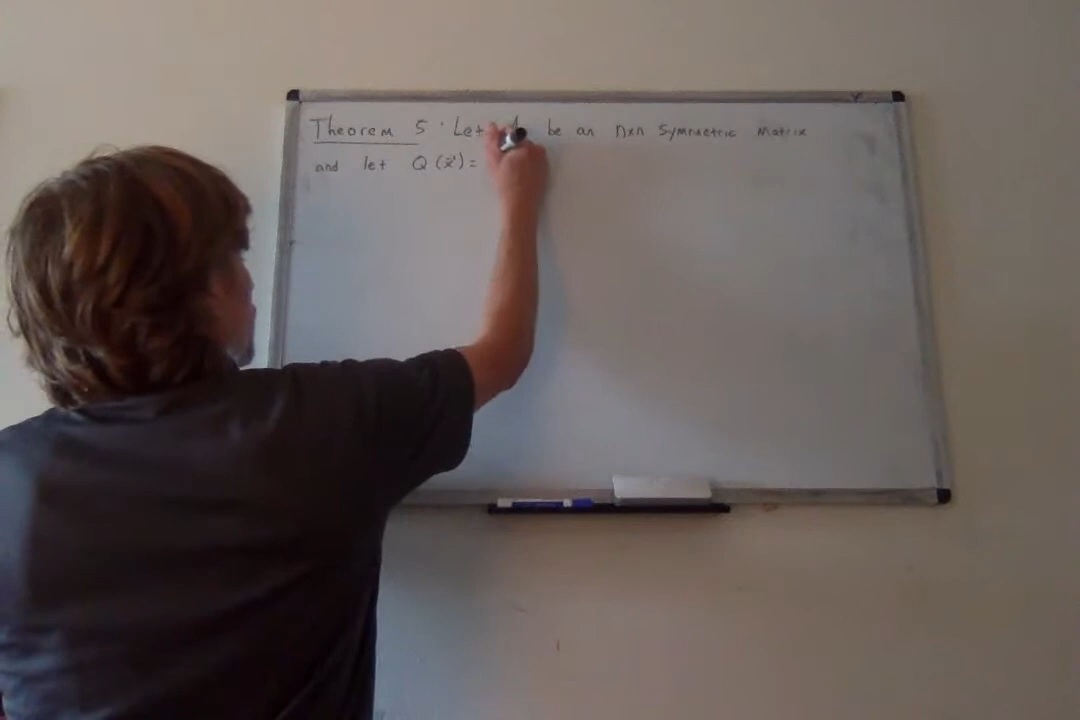 Theorem 5 · Let A be an nxn Symmetric Matrix
and let Q(x⃗) =